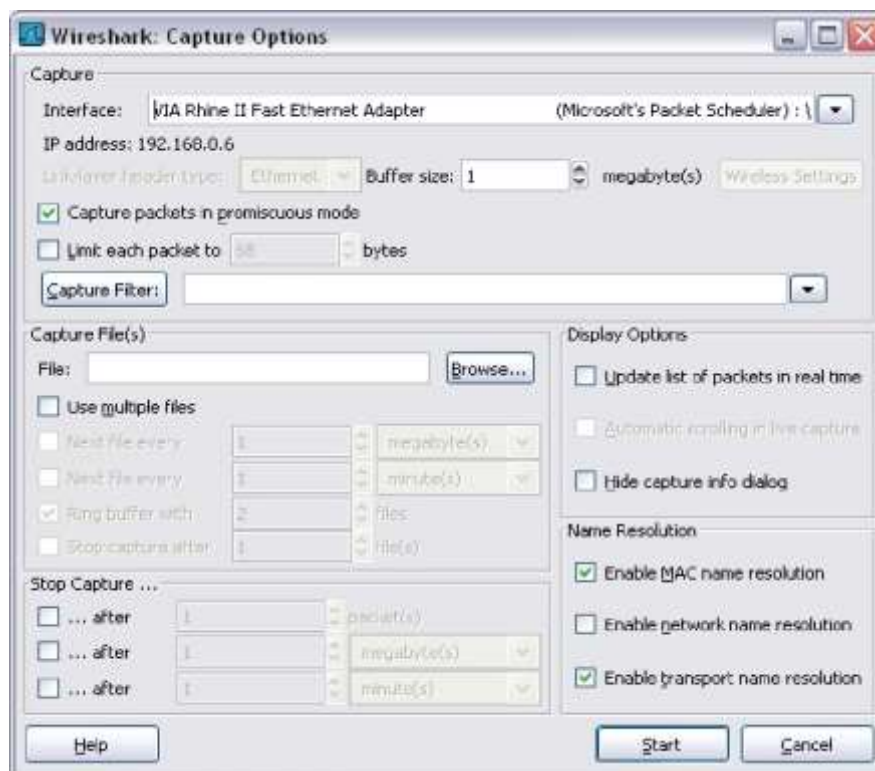 Wireshark: Capture Options
Capture
Interface: VIA Rhine II Fast Ethernet Adapter (Microsoft's Packet Scheduler) : \
IP address: 192.168.0.6
Link-layer header type: Ethernet Buffer size: 1 megabyte(s) Wireless Settings
Capture packets in promiscuous mode
Limit each packet to 68 bytes
Capture Filter:
Capture File(s)
File: Browse...
Use multiple files
Next file every 1 megabyte(s)
Next file every 1 minute(s)
Ring buffer with 2 files
Stop capture after 1 file(s)
Stop Capture ...
... after 1 packet(s)
... after 1 megabyte(s)
... after 1 minute(s)
Display Options
Update list of packets in real time
Automatic scrolling in live capture
Hide capture info dialog
Name Resolution
Enable MAC name resolution
Enable network name resolution
Enable transport name resolution
Help Start Cancel